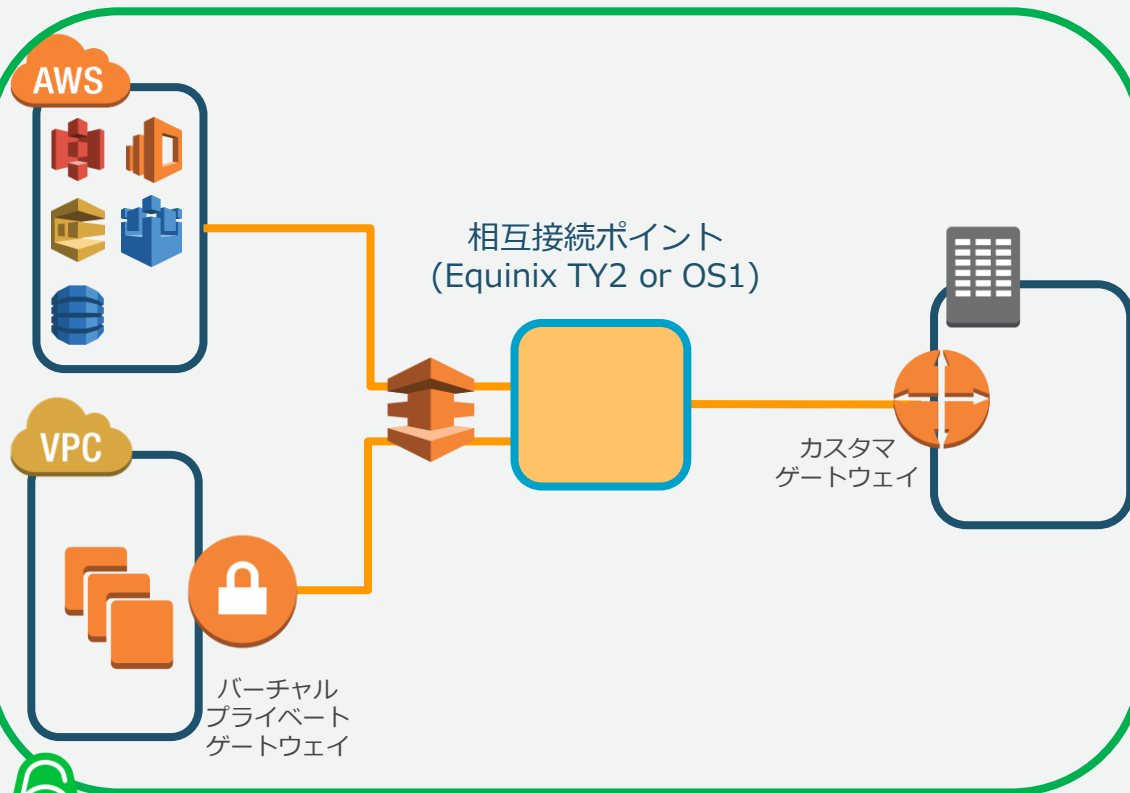 AWS
相互接続ポイント
(Equinix TY2 or OS1)
カスタマ
ゲートウェイ
VPC
バーチャル
プライベート
ゲートウェイ